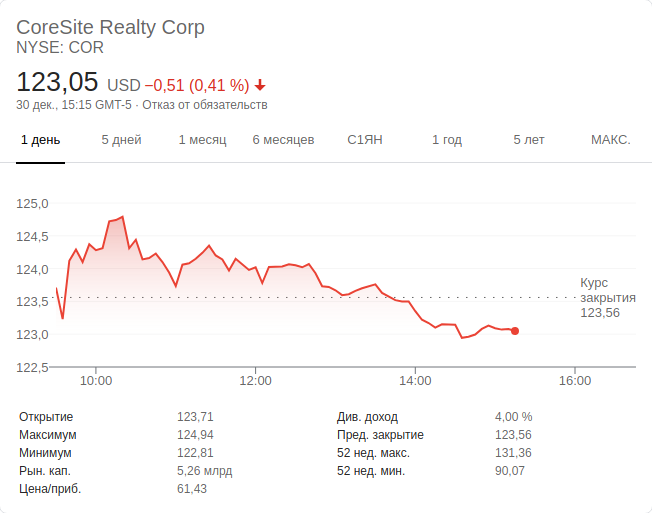 CoreSite Realty Corp
NYSE: COR
123,05 USD −0,51 (0,41 %)
30 дек., 15:15 GMT-5 · Отказ от обязательств
1 день 5 дней 1 месяц 6 месяцев С1ЯН 1 год 5 лет МАКС.
125,0
124,5
124,0
123,5
123,0
122,5
Курс
закрытия
123,56
10:00 12:00 14:00 16:00
Открытие 123,71 Див. доход 4,00 %
Максимум 124,94 Пред. закрытие 123,56
Минимум 122,81 52 нед. макс. 131,36
Рын. кап. 5,26 млрд 52 нед. мин. 90,07
Цена/приб. 61,43